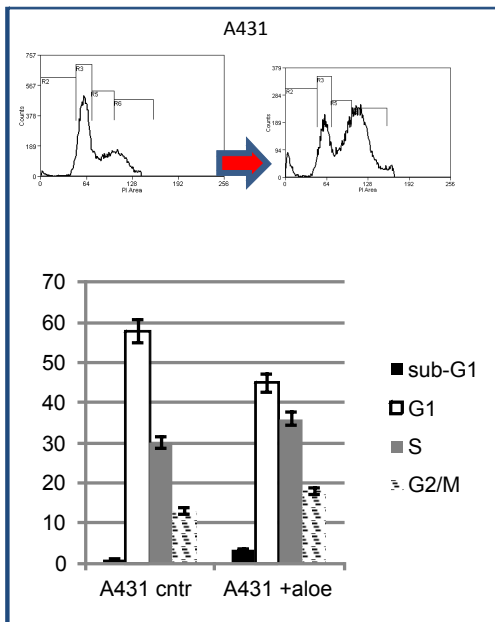 A431
757
567
378
199
0
Counts
R2
R3
R5
R6
0 64 128 192 256
PI Area
379
284
189
94
0
Counts
R2
R3
R5
0 64 128 192 256
PI Area
70
60
50
40
30
20
10
0
A431 cntr A431 +aloe
sub-G1
G1
S
G2/M